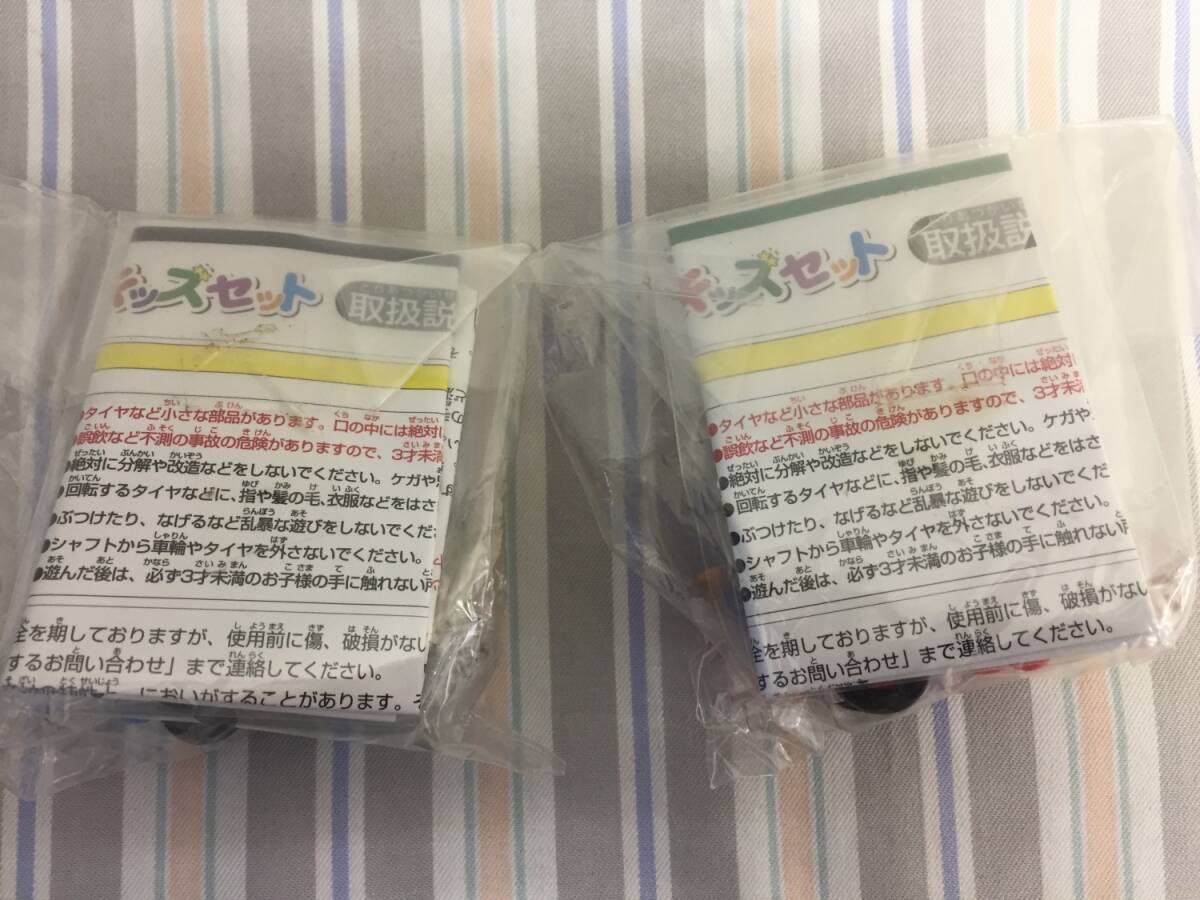 キッズセット 取扱説
●タイヤなど小さな部品があります。口の中には絶対に
●誤飲など不測の事故の危険がありますので、3才未満
●絶対に分解や改造などをしないでください。ケガや
●回転するタイヤなどに、指や髪の毛、衣服などをはさ
●ぶつけたり、なげるなど乱暴な遊びをしないでくだ
●シャフトから車輪やタイヤを外さないでください。
●遊んだ後は、必ず3才未満のお子様の手に触れない
全を期しておりますが、使用前に傷、破損がない
するお問い合わせ」まで連絡してください。
においがすることがあります。そ
キッズセット 取扱説
●タイヤなど小さな部品があります。口の中には絶対に
●誤飲など不測の事故の危険がありますので、3才未満
●絶対に分解や改造などをしないでください。ケガや
●回転するタイヤなどに、指や髪の毛、衣服などをはさ
●ぶつけたり、なげるなど乱暴な遊びをしないでくだ
●シャフトから車輪やタイヤを外さないでください。
●遊んだ後は、必ず3才未満のお子様の手に触れない
全を期しておりますが、使用前に傷、破損がない
するお問い合わせ」まで連絡してください。